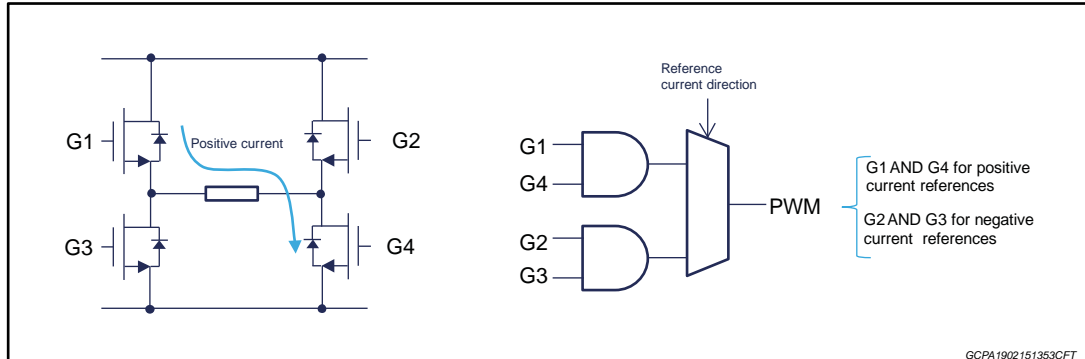 G1
Positive current
G2
G3
G4
Reference
current direction
G1
G4
G2
G3
PWM
G1 AND G4 for positive
current references
G2 AND G3 for negative
current references
GCPA1902151353CFT